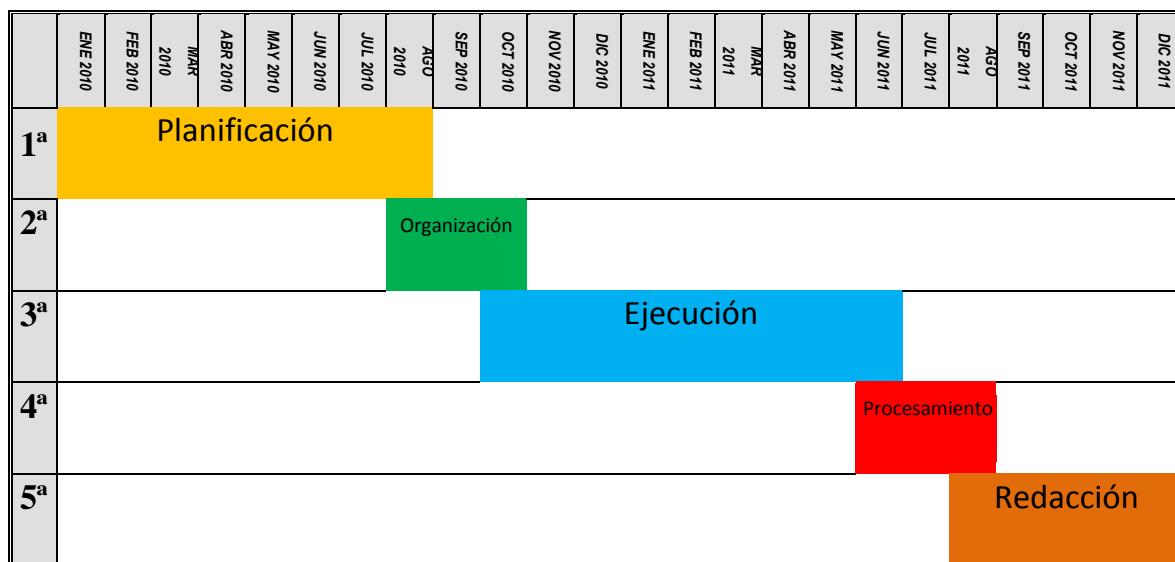 ENE 2010
FEB 2010
MAR
2010
ABR 2010
MAY 2010
JUN 2010
JUL 2010
AGO
2010
SEP 2010
OCT 2010
NOV 2010
DIC 2010
ENE 2011
FEB 2011
MAR
2011
ABR 2011
MAY 2011
JUN 2011
JUL 2011
AGO
2011
SEP 2011
OCT 2011
NOV 2011
DIC 2011
1ª
Planificación
2ª
Organización
3ª
Ejecución
4ª
Procesamiento
5ª
Redacción